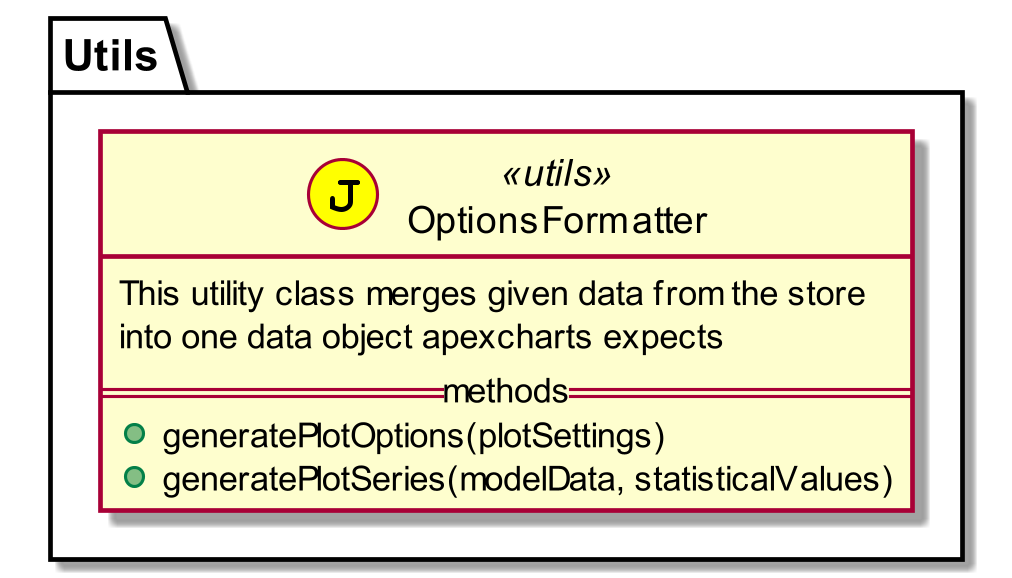 Utils
J
«utils»
OptionsFormatter
This utility class merges given data from the store
into one data object apexcharts expects
methods
generatePlotOptions(plotSettings)
generatePlotSeries(modelData, statisticalValues)